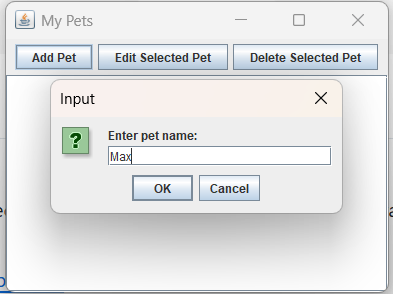 My Pets
Add Pet Edit Selected Pet Delete Selected Pet
Input
?
Enter pet name:
Max
OK Cancel